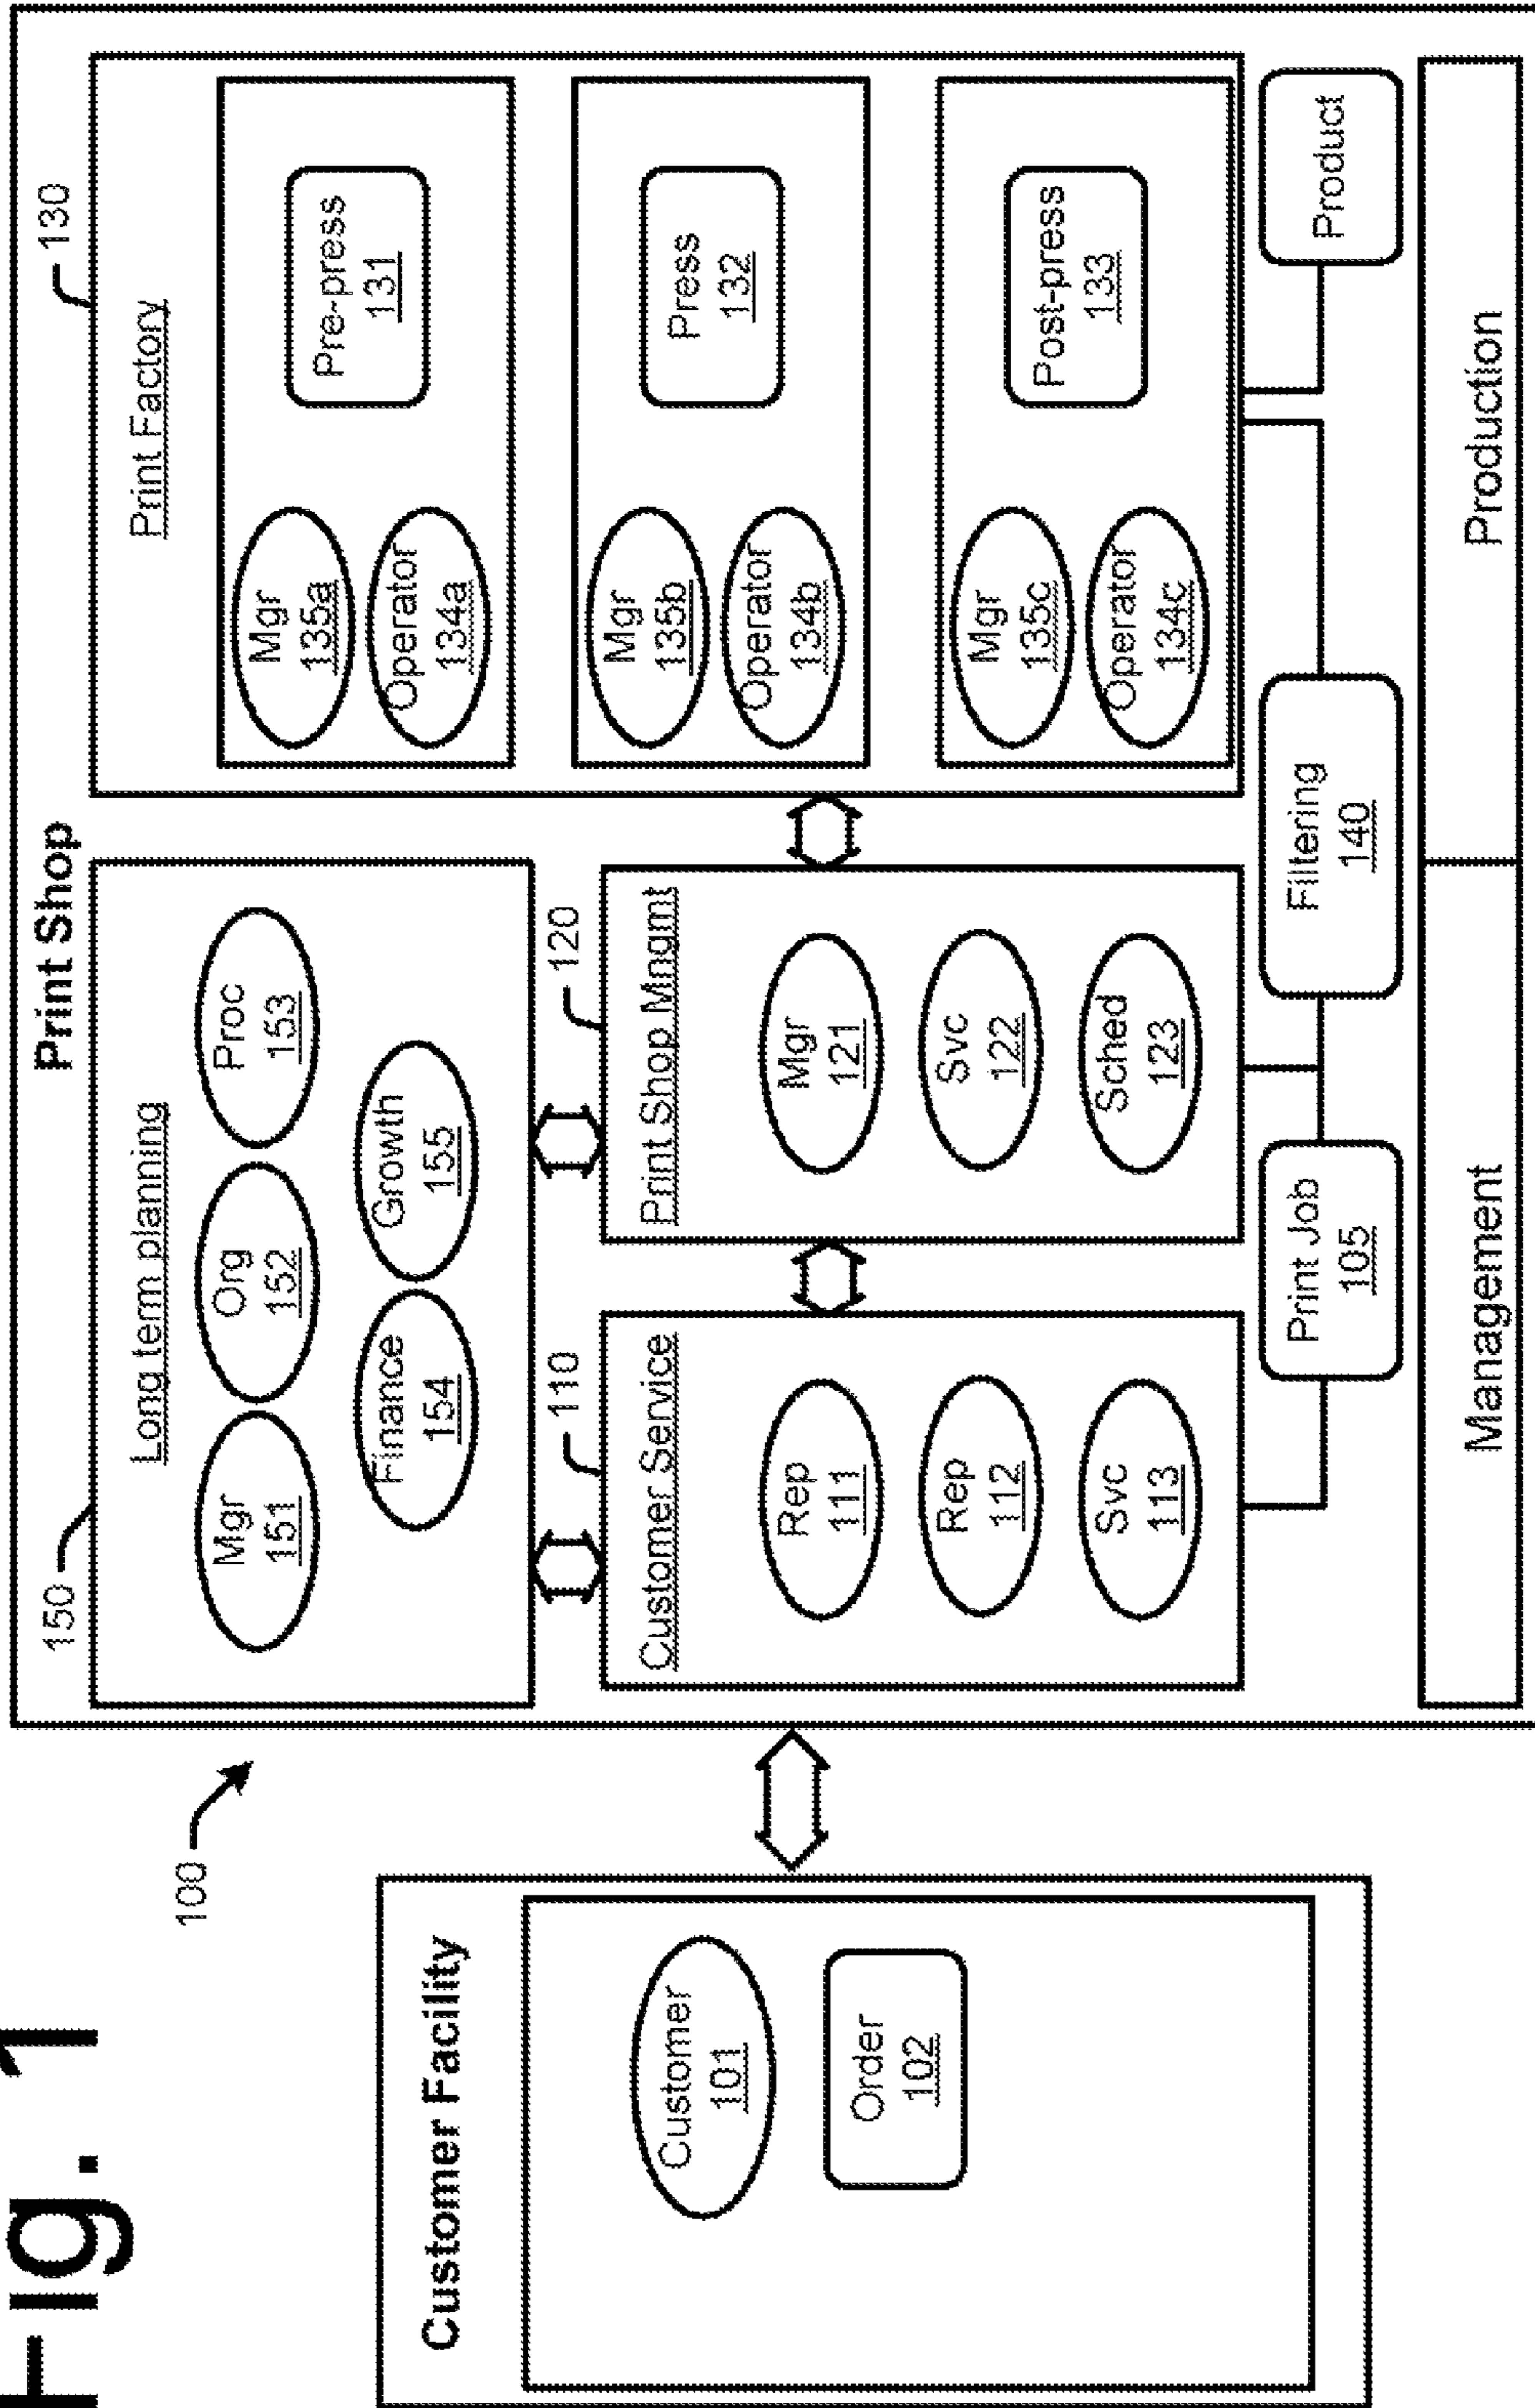 Fig. 1
100
Customer Facility
Customer
101
Order
102
Print Shop
150
Long term planning
Mgr
151
Org
152
Proc
153
Finance
154
Growth
155
110
Customer Service
Rep
111
Rep
112
Svc
113
120
Print Shop Mngmt
Mgr
121
Svc
122
Sched
123
130
Print Factory
Mgr
135a
Operator
134a
Pre-press
131
Mgr
135b
Operator
134b
Press
132
Mgr
135c
Operator
134c
Post-press
133
Print Job
105
Filtering
140
Product
Management
Production